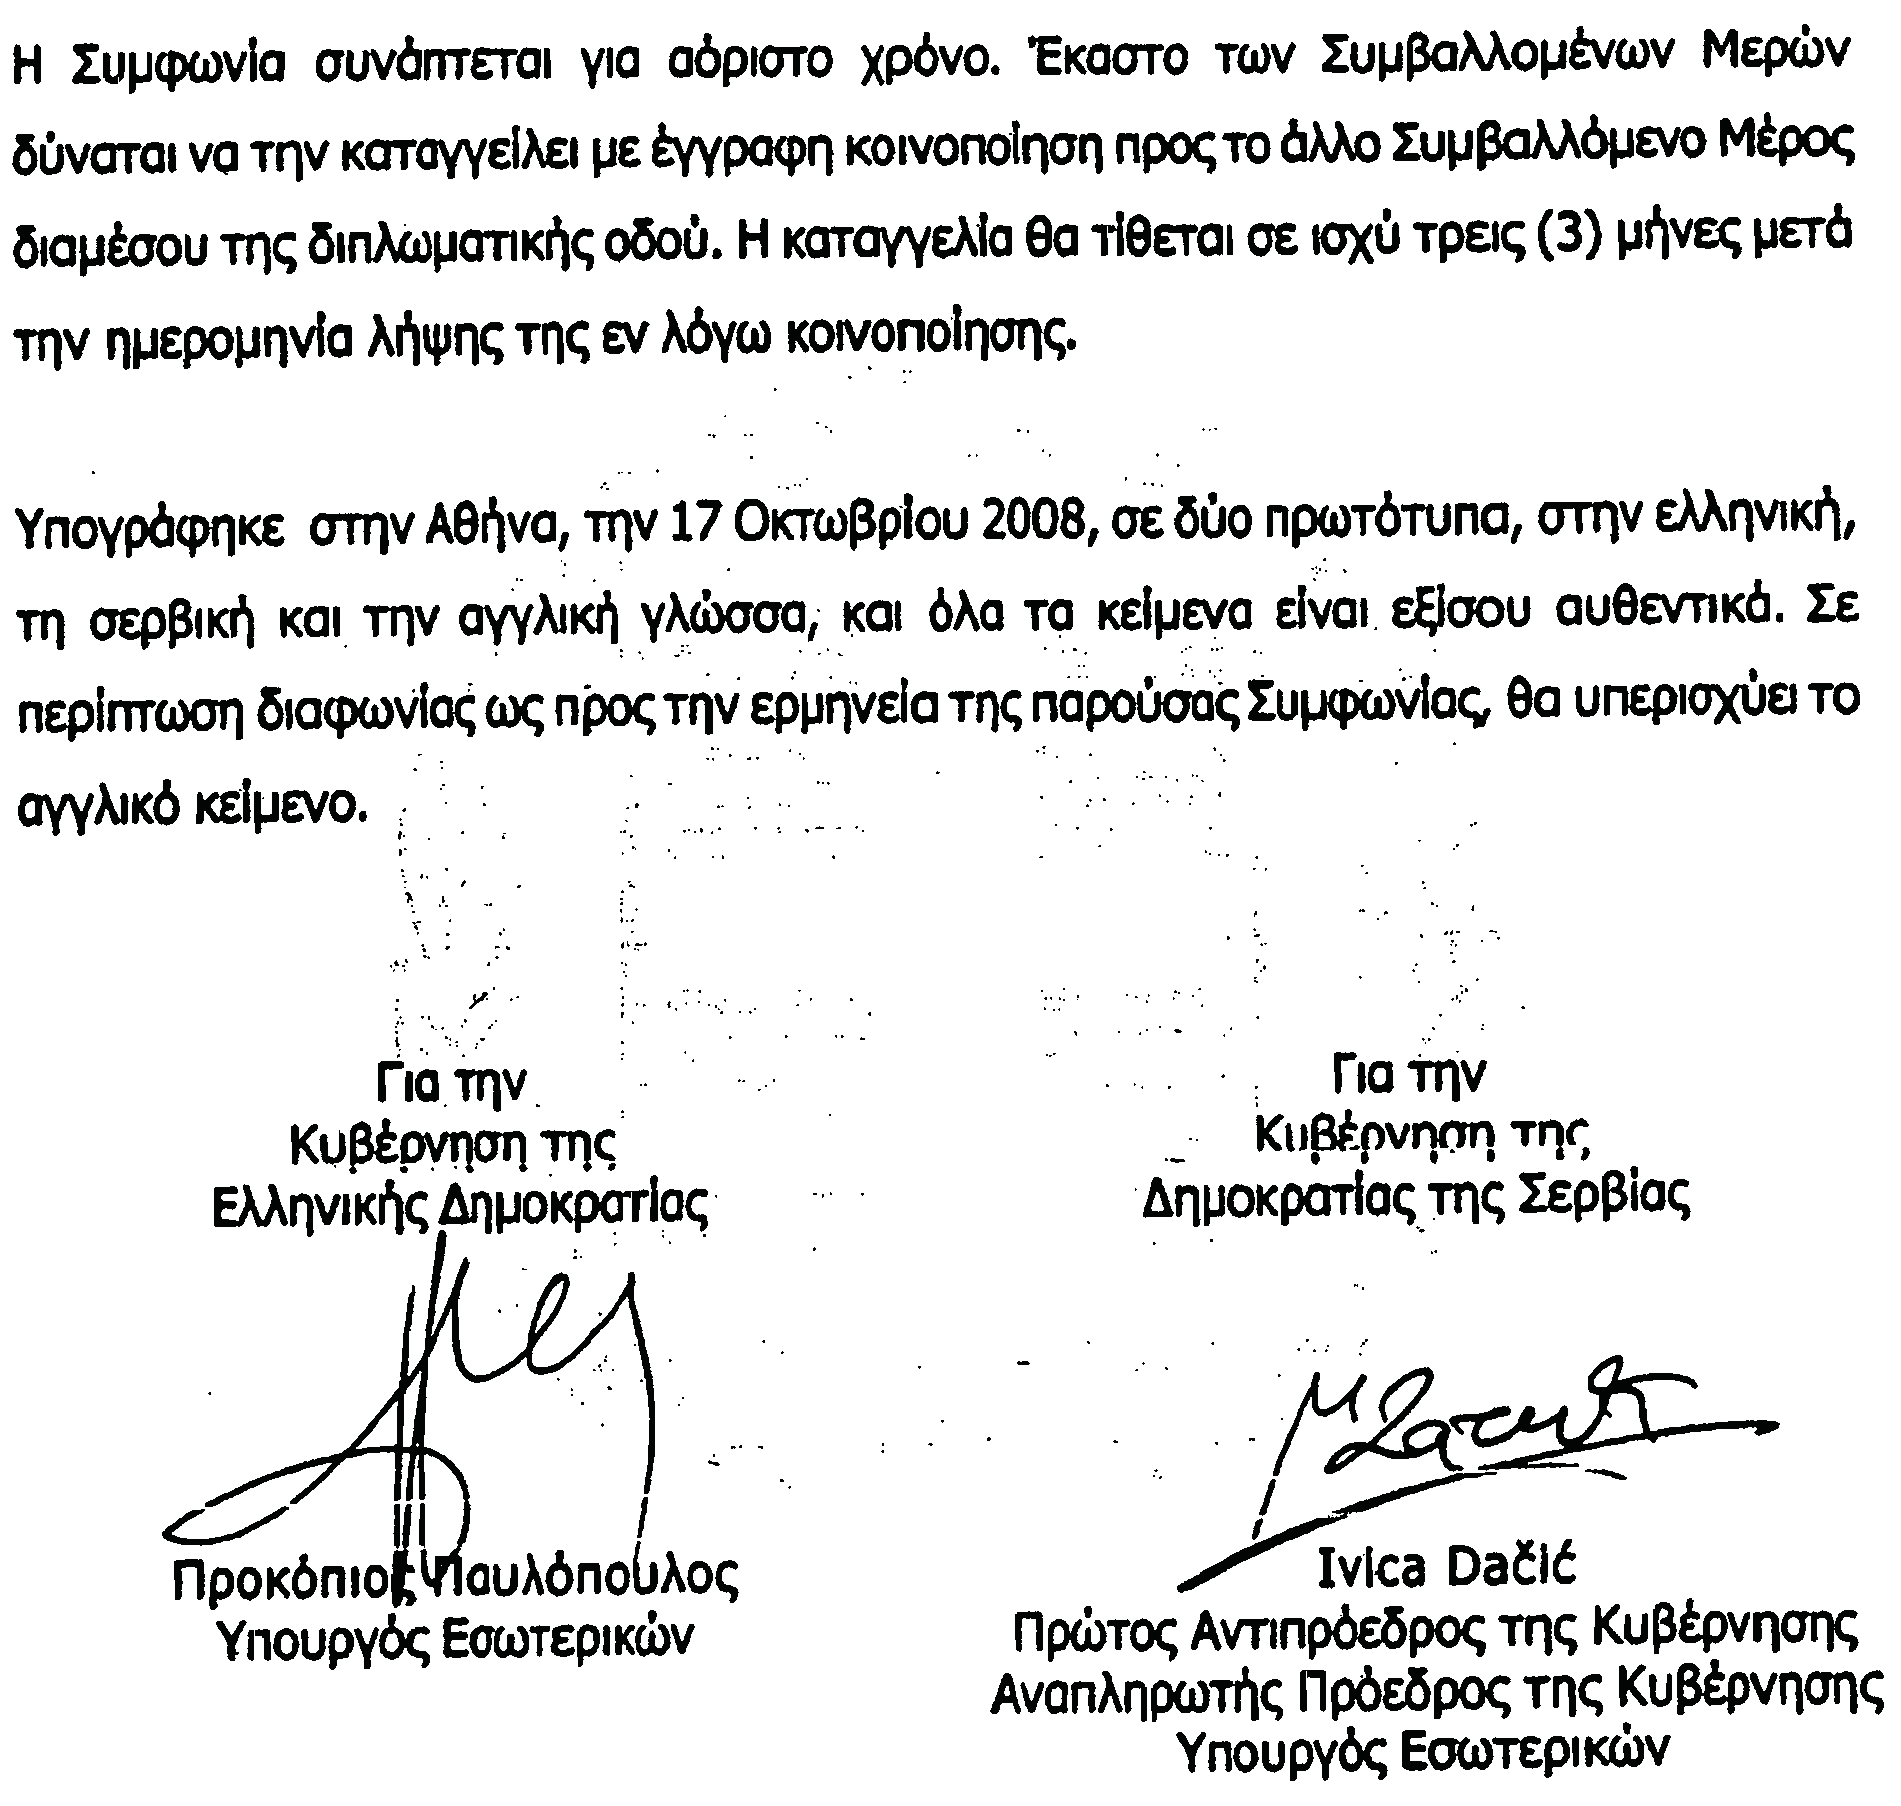 Η Συμφωνία συνάπτεται για αόριστο χρόνο. Έκαστο των Συμβαλλομένων Μερών
δύναται να την καταγγείλει με έγγραφη κοινοποίηση προς το άλλο Συμβαλλόμενο Μέρος
διαμέσου της διπλωματικής οδού. Η καταγγελία θα τίθεται σε ισχύ τρεις (3) μήνες μετά
την ημερομηνία λήψης της εν λόγω κοινοποίησης.
Υπογράφηκε στην Αθήνα, την 17 Οκτωβρίου 2008, σε δύο πρωτότυπα, στην ελληνική,
τη σερβική και την αγγλική γλώσσα, και όλα τα κείμενα είναι εξίσου αυθεντικά. Σε
περίπτωση διαφωνίας ως προς την ερμηνεία της παρούσας Συμφωνίας, θα υπερισχύει το
αγγλικό κείμενο.
Για την
Κυβέρνηση της
Ελληνικής Δημοκρατίας
Προκόπιος Παυλόπουλος
Υπουργός Εσωτερικών
Για την
Κυβέρνηση της
Δημοκρατίας της Σερβίας
Ivica Dačić
Πρώτος Αντιπρόεδρος της Κυβέρνησης
Αναπληρωτής Πρόεδρος της Κυβέρνησης
Υπουργός Εσωτερικών